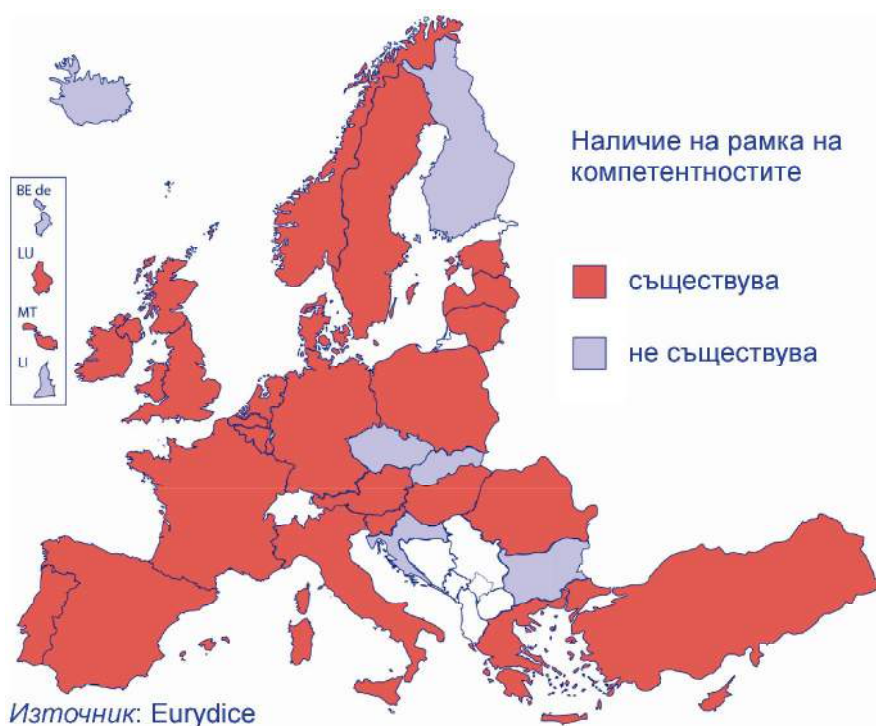 Наличие на рамка на
компетентностите
BE de
LU
MT
LI
съществува
не съществува
Източник: Eurydice